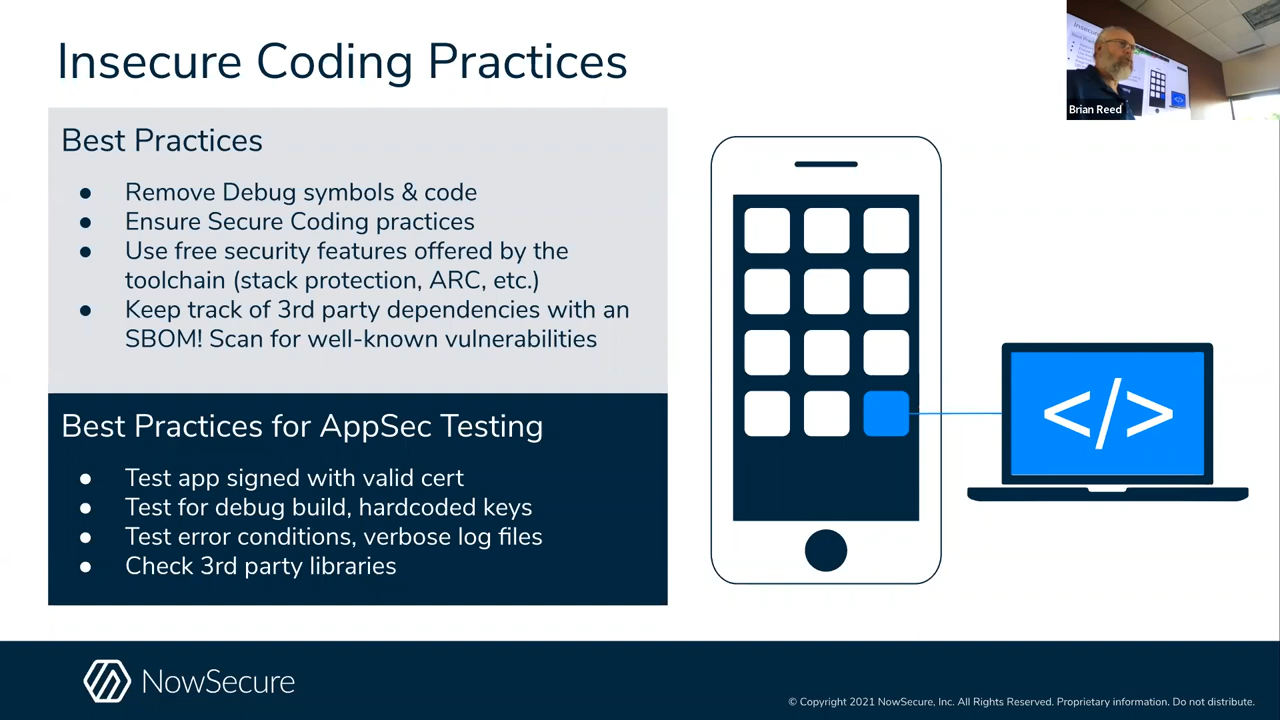 Insecure Coding Practices
Best Practices
● Remove Debug symbols & code
● Ensure Secure Coding practices
● Use free security features offered by the
toolchain (stack protection, ARC, etc.)
● Keep track of 3rd party dependencies with an
SBOM! Scan for well-known vulnerabilities
Best Practices for AppSec Testing
● Test app signed with valid cert
● Test for debug build, hardcoded keys
● Test error conditions, verbose log files
● Check 3rd party libraries
</>
Brian Reed
NowSecure
© Copyright 2021 NowSecure, Inc. All Rights Reserved. Proprietary information. Do not distribute.